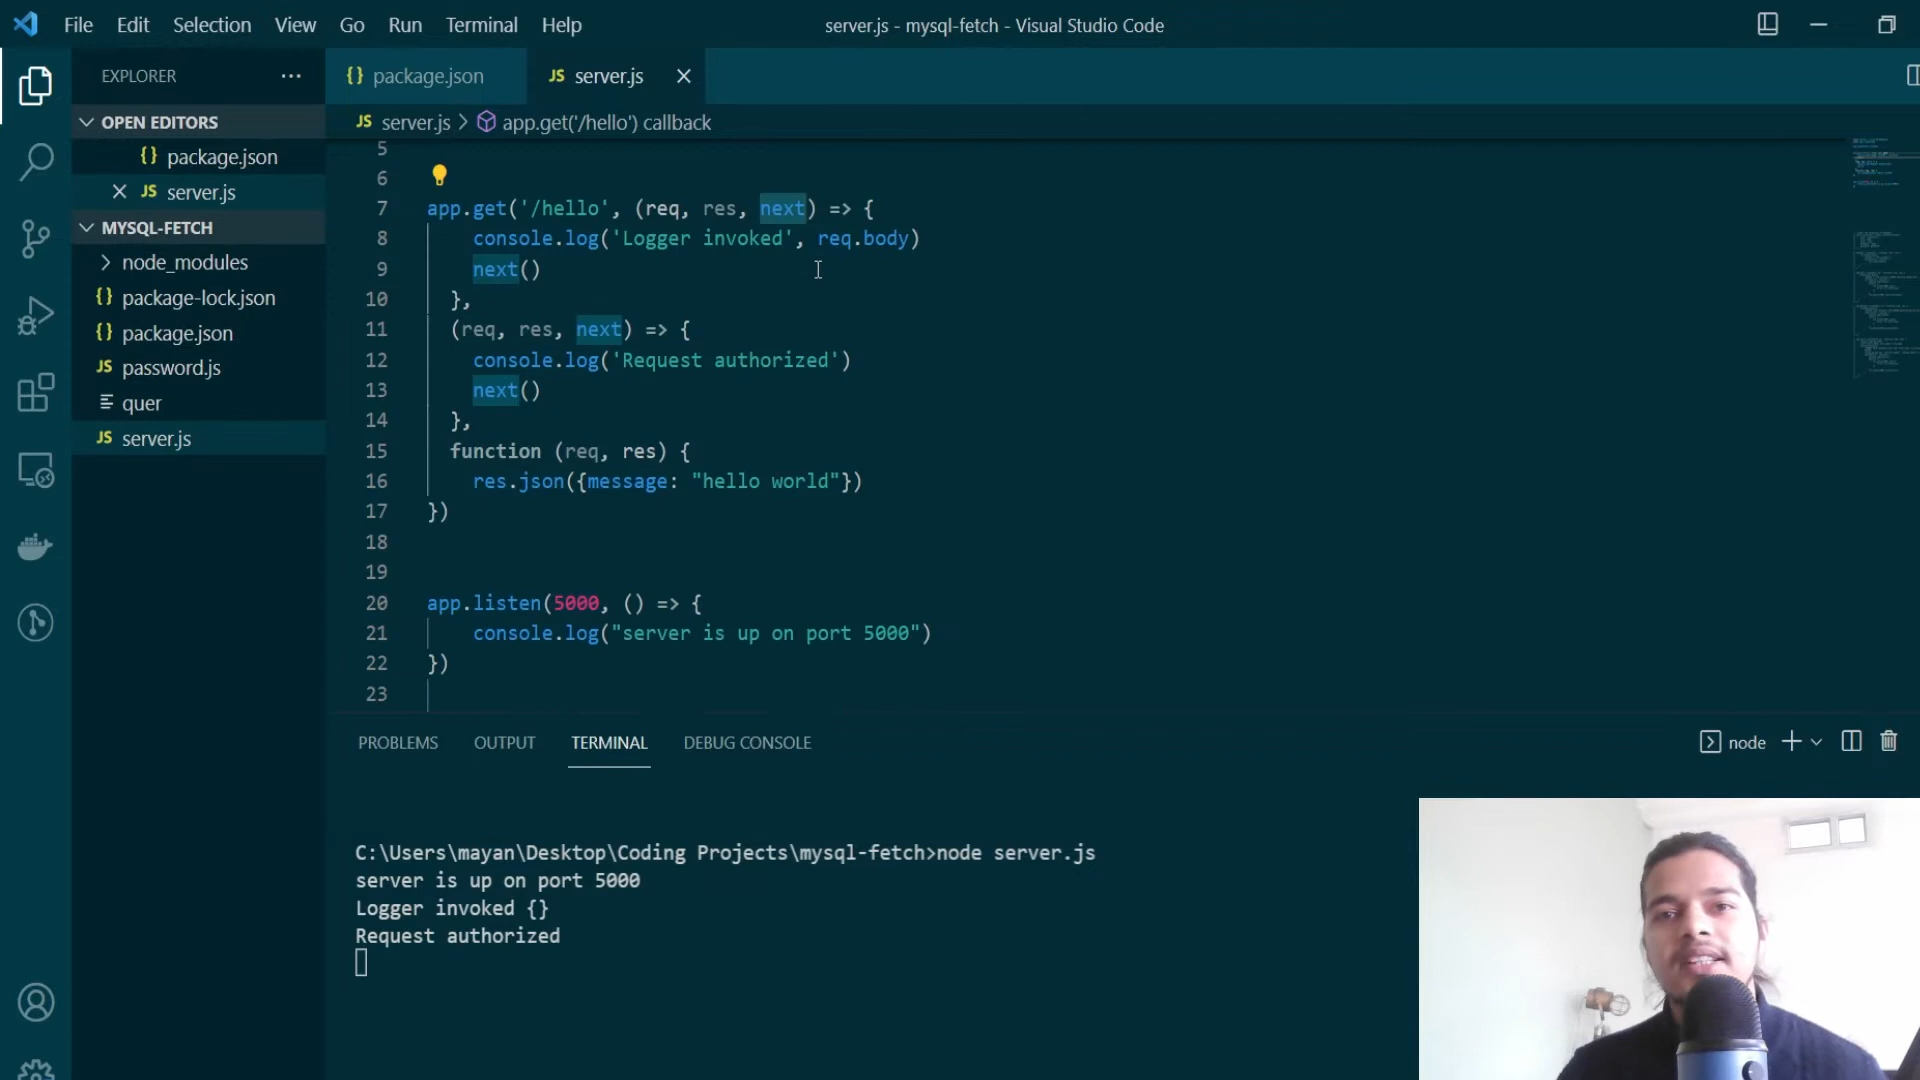 File Edit Selection View Go Run Terminal Help
server.js - mysql-fetch - Visual Studio Code
EXPLORER
OPEN EDITORS
{} package.json
JS server.js
MYSQL-FETCH
node_modules
{} package-lock.json
{} package.json
JS password.js
quer
JS server.js
{} package.json
JS server.js
JS server.js > app.get('/hello') callback
5
6
7 app.get('/hello', (req, res, next) => {
8 console.log('Logger invoked', req.body)
9 next()
10 },
11 (req, res, next) => {
12 console.log('Request authorized')
13 next()
14 },
15 function (req, res) {
16 res.json({message: "hello world"})
17 })
18
19
20 app.listen(5000, () => {
21 console.log("server is up on port 5000")
22 })
23
PROBLEMS OUTPUT TERMINAL DEBUG CONSOLE
node
C:\Users\mayan\Desktop\Coding Projects\mysql-fetch>node server.js
server is up on port 5000
Logger invoked {}
Request authorized